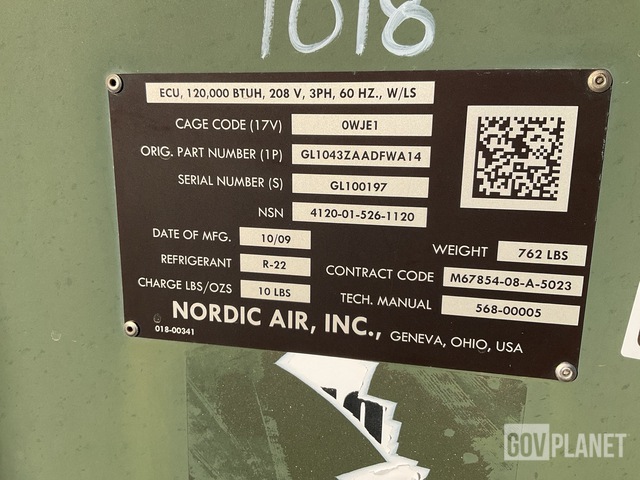 1018
ECU, 120,000 BTUH, 208 V, 3PH, 60 HZ., W/LS
CAGE CODE (17V) 0WJE1
ORIG. PART NUMBER (1P) GL1043ZAADFWA14
SERIAL NUMBER (S) GL100197
NSN 4120-01-526-1120
DATE OF MFG. 10/09
WEIGHT 762 LBS
REFRIGERANT R-22
CONTRACT CODE M67854-08-A-5023
CHARGE LBS/OZS 10 LBS
TECH. MANUAL 568-00005
NORDIC AIR, INC., GENEVA, OHIO, USA
018-00341
GOVPLANET